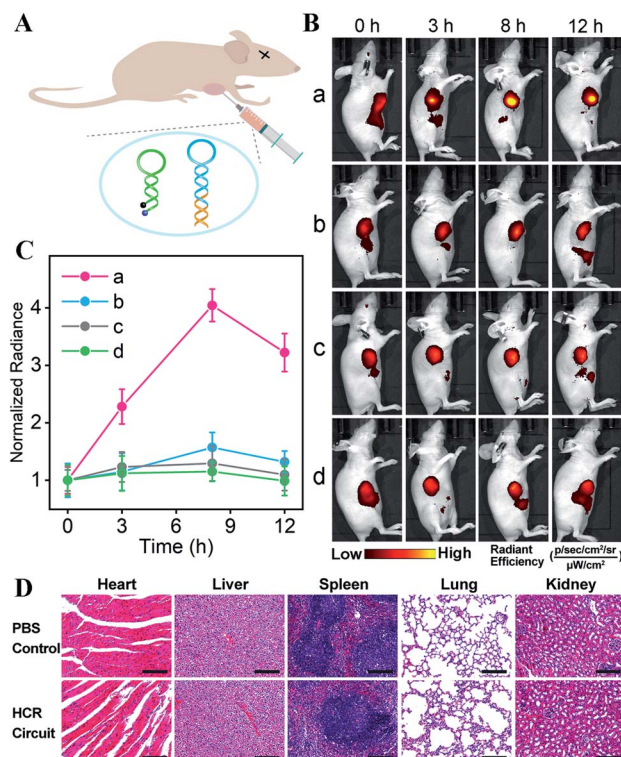 A
B
0 h 3 h 8 h 12 h
a
b
c
d
C
a
b
c
d
4
3
2
1
Normalized Radiance
0 3 6 9 12
Time (h)
Low High Radiant Efficiency (p/sec/cm²/sr / μW/cm²)
D
Heart Liver Spleen Lung Kidney
PBS
Control
HCR
Circuit